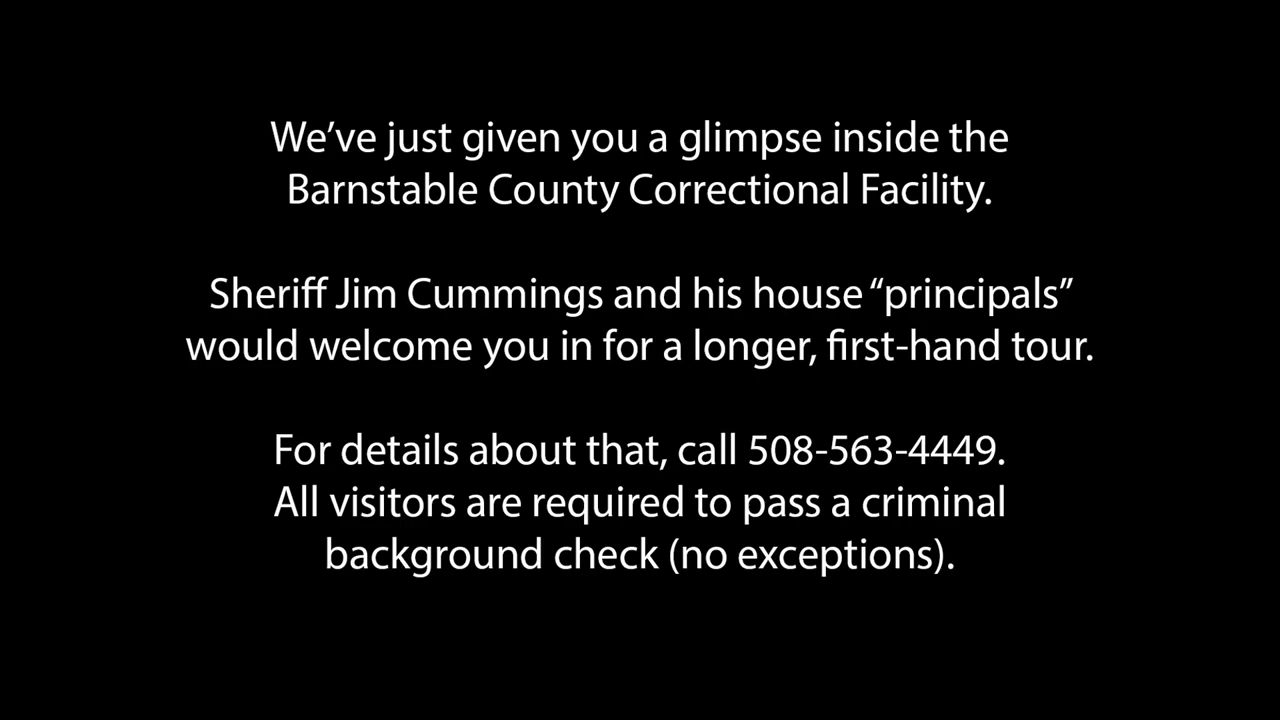 We’ve just given you a glimpse inside the
Barnstable County Correctional Facility.
Sheriff Jim Cummings and his house “principals”
would welcome you in for a longer, first-hand tour.
For details about that, call 508-563-4449.
All visitors are required to pass a criminal
background check (no exceptions).